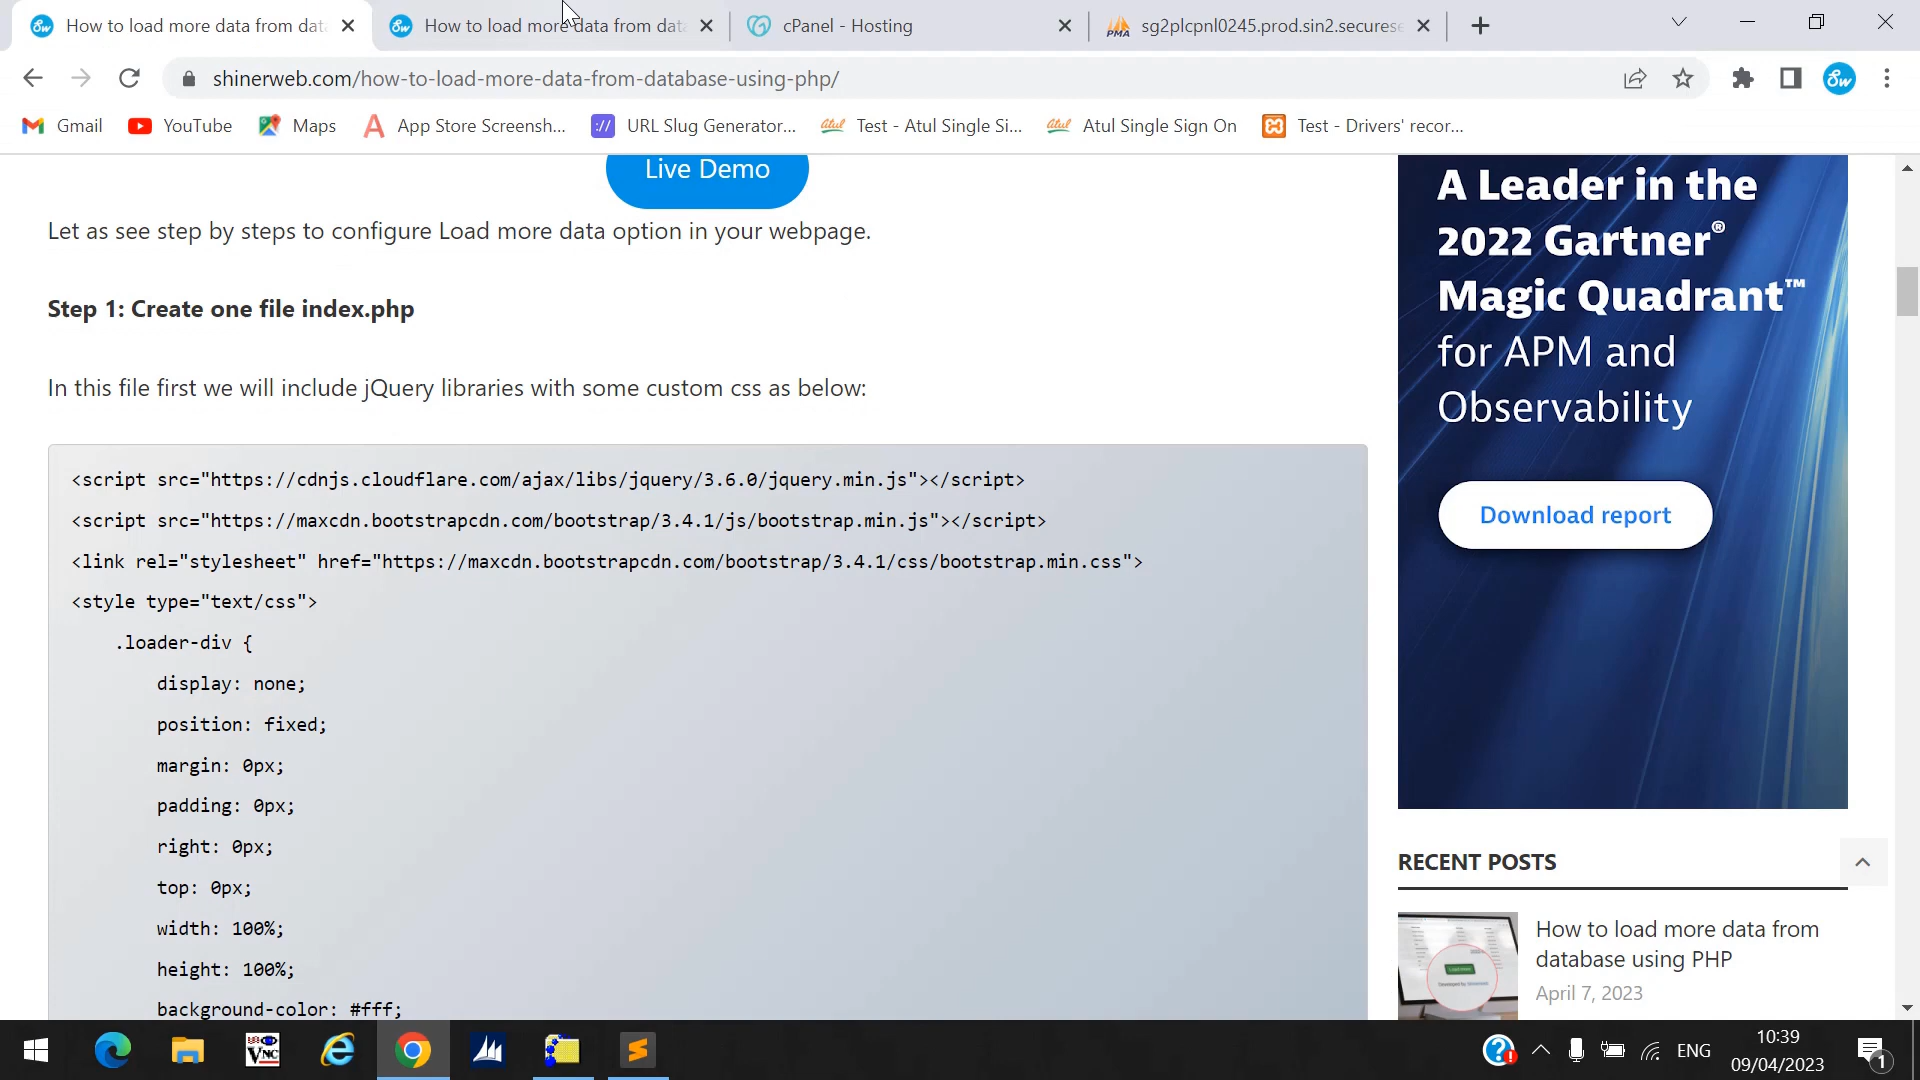 How to load more data from dat
How to load more data from dat
cPanel - Hosting
PMA
sg2plcpnl0245.prod.sin2.securese
shinerweb.com/how-to-load-more-data-from-database-using-php/
Sw
Gmail
YouTube
Maps
App Store Screensh...
URL Slug Generator...
Test - Atul Single Si...
Atul Single Sign On
Test - Drivers' recor...
Live Demo
Let as see step by steps to configure Load more data option in your webpage.
Step 1: Create one file index.php
In this file first we will include jQuery libraries with some custom css as below:
<script src="https://cdnjs.cloudflare.com/ajax/libs/jquery/3.6.0/jquery.min.js"></script>
<script src="https://maxcdn.bootstrapcdn.com/bootstrap/3.4.1/js/bootstrap.min.js"></script>
<link rel="stylesheet" href="https://maxcdn.bootstrapcdn.com/bootstrap/3.4.1/css/bootstrap.min.css">
<style type="text/css">
.loader-div {
display: none;
position: fixed;
margin: 0px;
padding: 0px;
right: 0px;
top: 0px;
width: 100%;
height: 100%;
background-color: #fff;
A Leader in the
2022 Gartner®
Magic Quadrant™
for APM and
Observability
Download report
RECENT POSTS
How to load more data from
database using PHP
April 7, 2023
ENG
10:39
09/04/2023
1